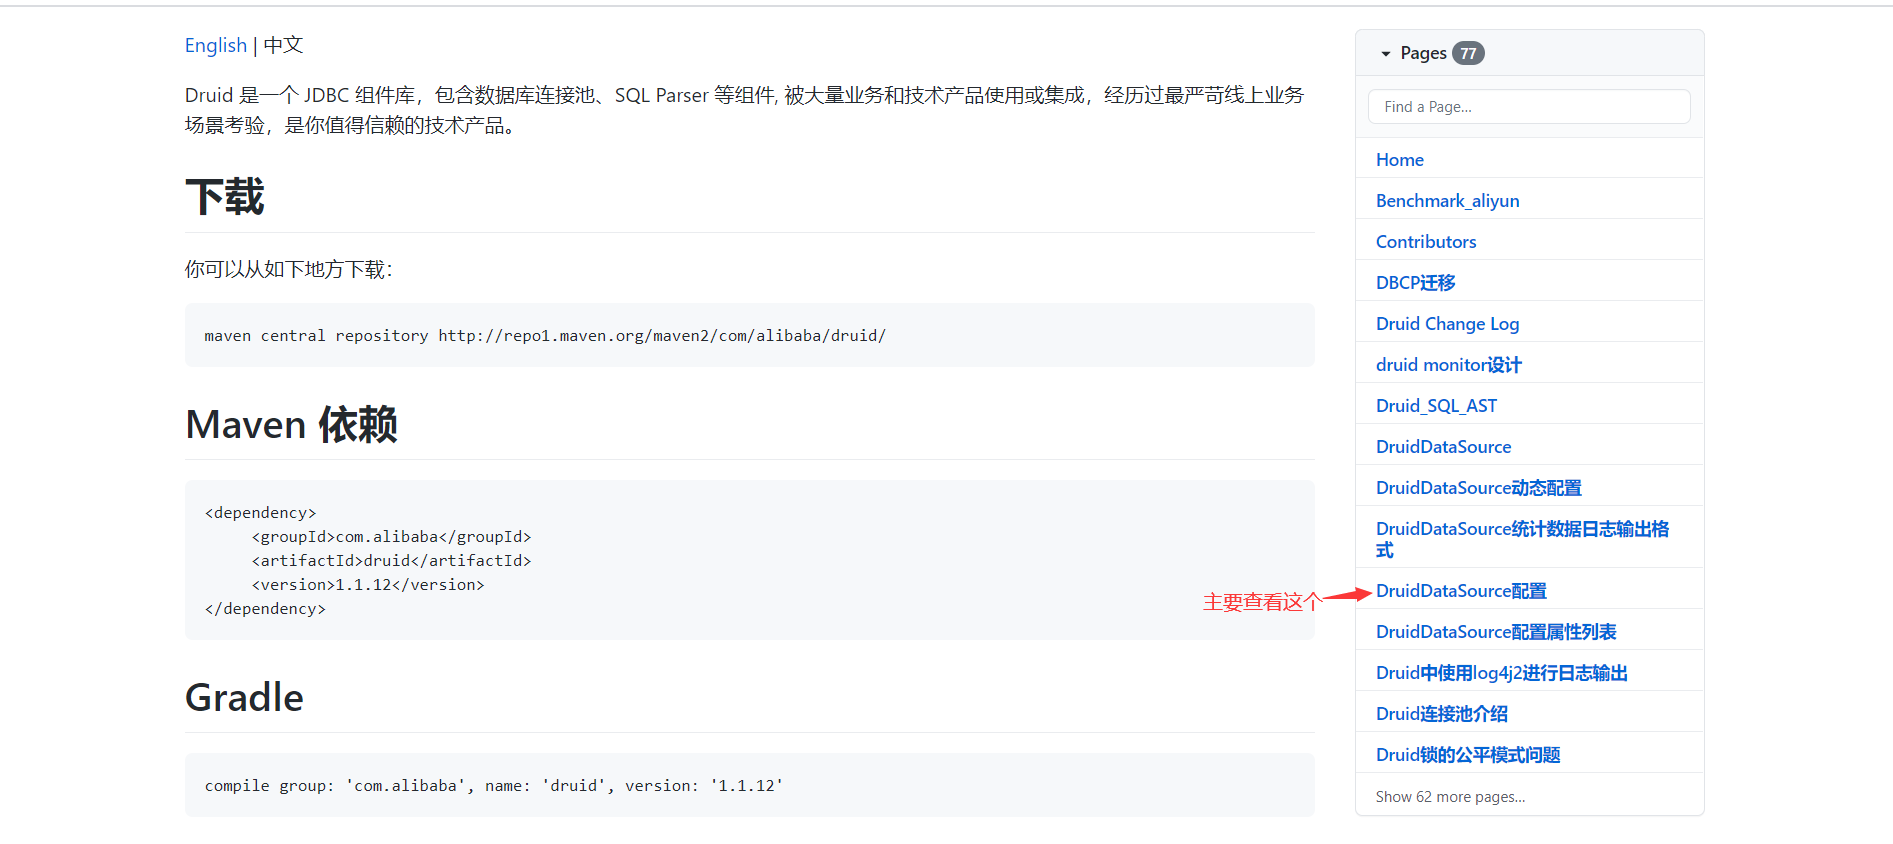 English | 中文
Druid 是一个 JDBC 组件库，包含数据库连接池、SQL Parser 等组件, 被大量业务和技术产品使用或集成，经历过最严苛线上业务
场景考验，是你值得信赖的技术产品。
下载
你可以从如下地方下载：
maven central repository http://repo1.maven.org/maven2/com/alibaba/druid/
Maven 依赖
<dependency>
     <groupId>com.alibaba</groupId>
     <artifactId>druid</artifactId>
     <version>1.1.12</version>
</dependency>
Gradle
compile group: 'com.alibaba', name: 'druid', version: '1.1.12'
主要查看这个
Pages 77
Find a Page...
Home
Benchmark_aliyun
Contributors
DBCP迁移
Druid Change Log
druid monitor设计
Druid_SQL_AST
DruidDataSource
DruidDataSource动态配置
DruidDataSource统计数据日志输出格
式
DruidDataSource配置
DruidDataSource配置属性列表
Druid中使用log4j2进行日志输出
Druid连接池介绍
Druid锁的公平模式问题
Show 62 more pages...